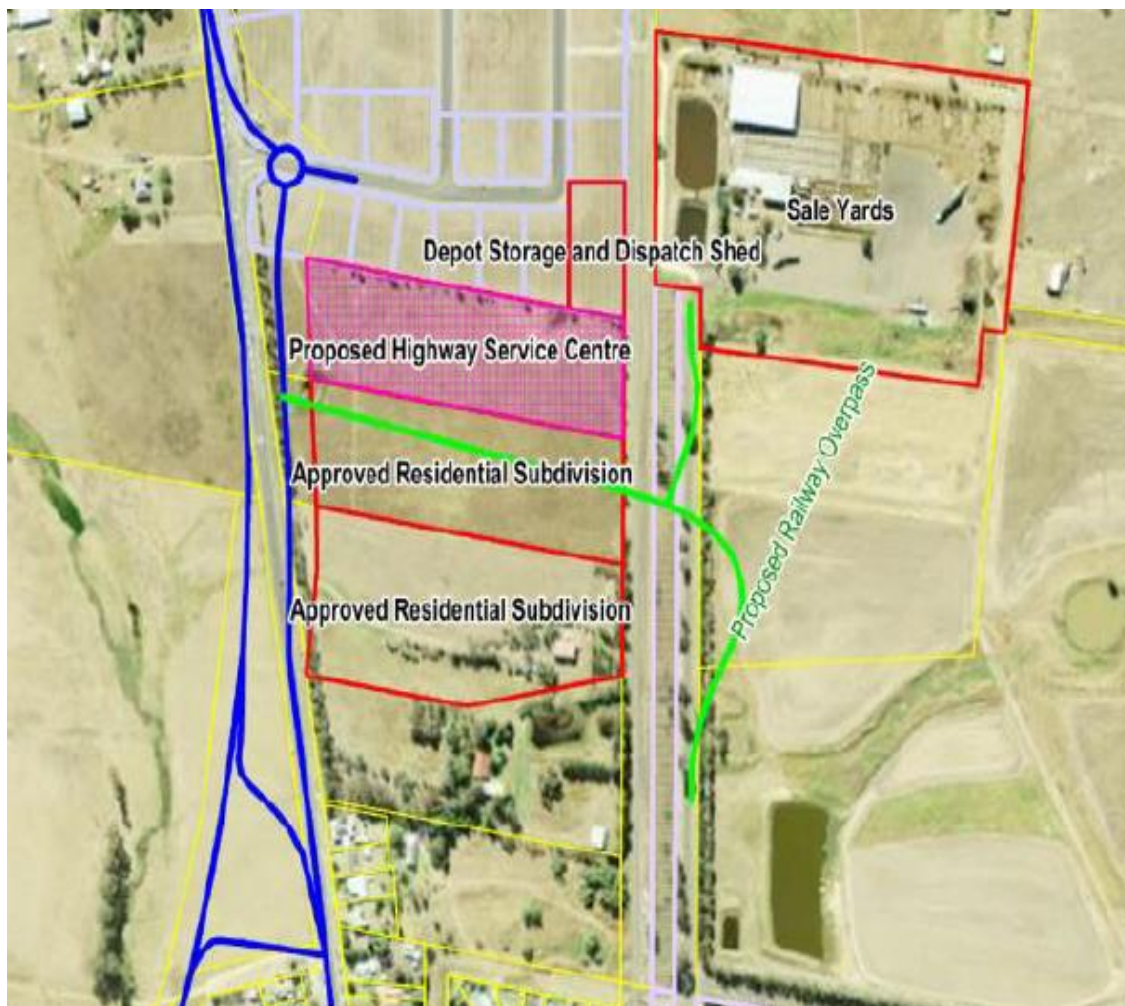 Sale Yards
Depot Storage and Dispatch Shed
Proposed Highway Service Centre
Approved Residential Subdivision
Approved Residential Subdivision
Proposed Railway Overpass